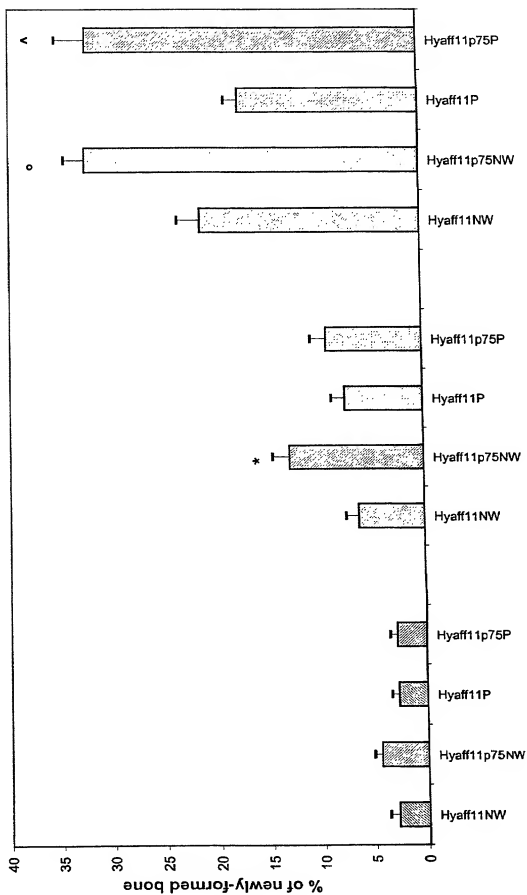 v
Hyaff11p75P
Hyaff11P
o
Hyaff11p75NW
Hyaff11NW
Hyaff11p75P
Hyaff11P
*
Hyaff11p75NW
Hyaff11NW
Hyaff11p75P
Hyaff11P
Hyaff11p75NW
Hyaff11NW
40
35
30
25
20
15
10
5
0
% of newly-formed bone